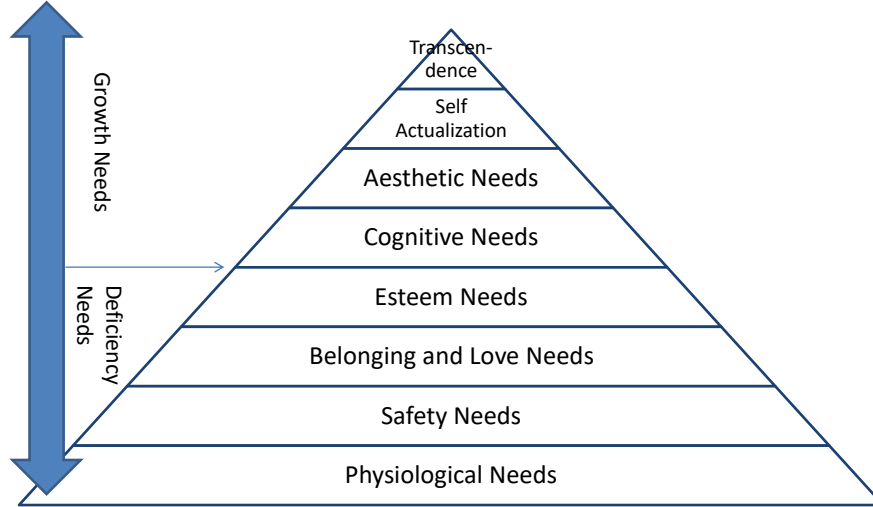 Transcen-
dence
Self
Actualization
Aesthetic Needs
Cognitive Needs
Esteem Needs
Belonging and Love Needs
Safety Needs
Physiological Needs
Growth Needs
Deficiency
Needs